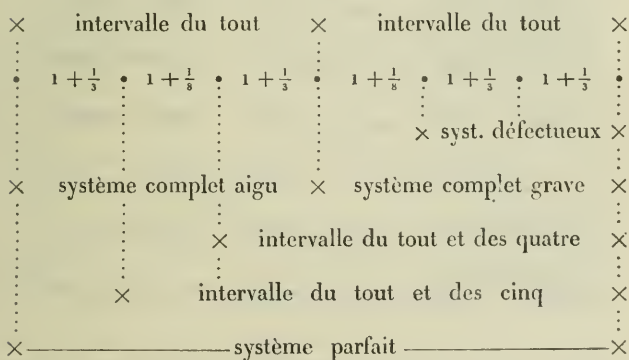 × intervalle du tout × intervalle du tout ×
• 1 + 1/3 • 1 + 1/8 • 1 + 1/3 • 1 + 1/8 • 1 + 1/3 • 1 + 1/3 •
× syst. défectueux ×
× système complet aigu × système complet grave ×
× intervalle du tout et des quatre ×
× intervalle du tout et des cinq ×
× système parfait ×